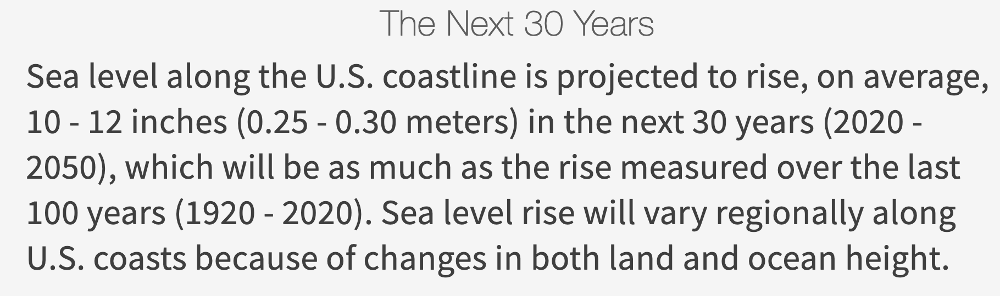 The Next 30 Years
Sea level along the U.S. coastline is projected to rise, on average,
10 - 12 inches (0.25 - 0.30 meters) in the next 30 years (2020 -
2050), which will be as much as the rise measured over the last
100 years (1920 - 2020). Sea level rise will vary regionally along
U.S. coasts because of changes in both land and ocean height.